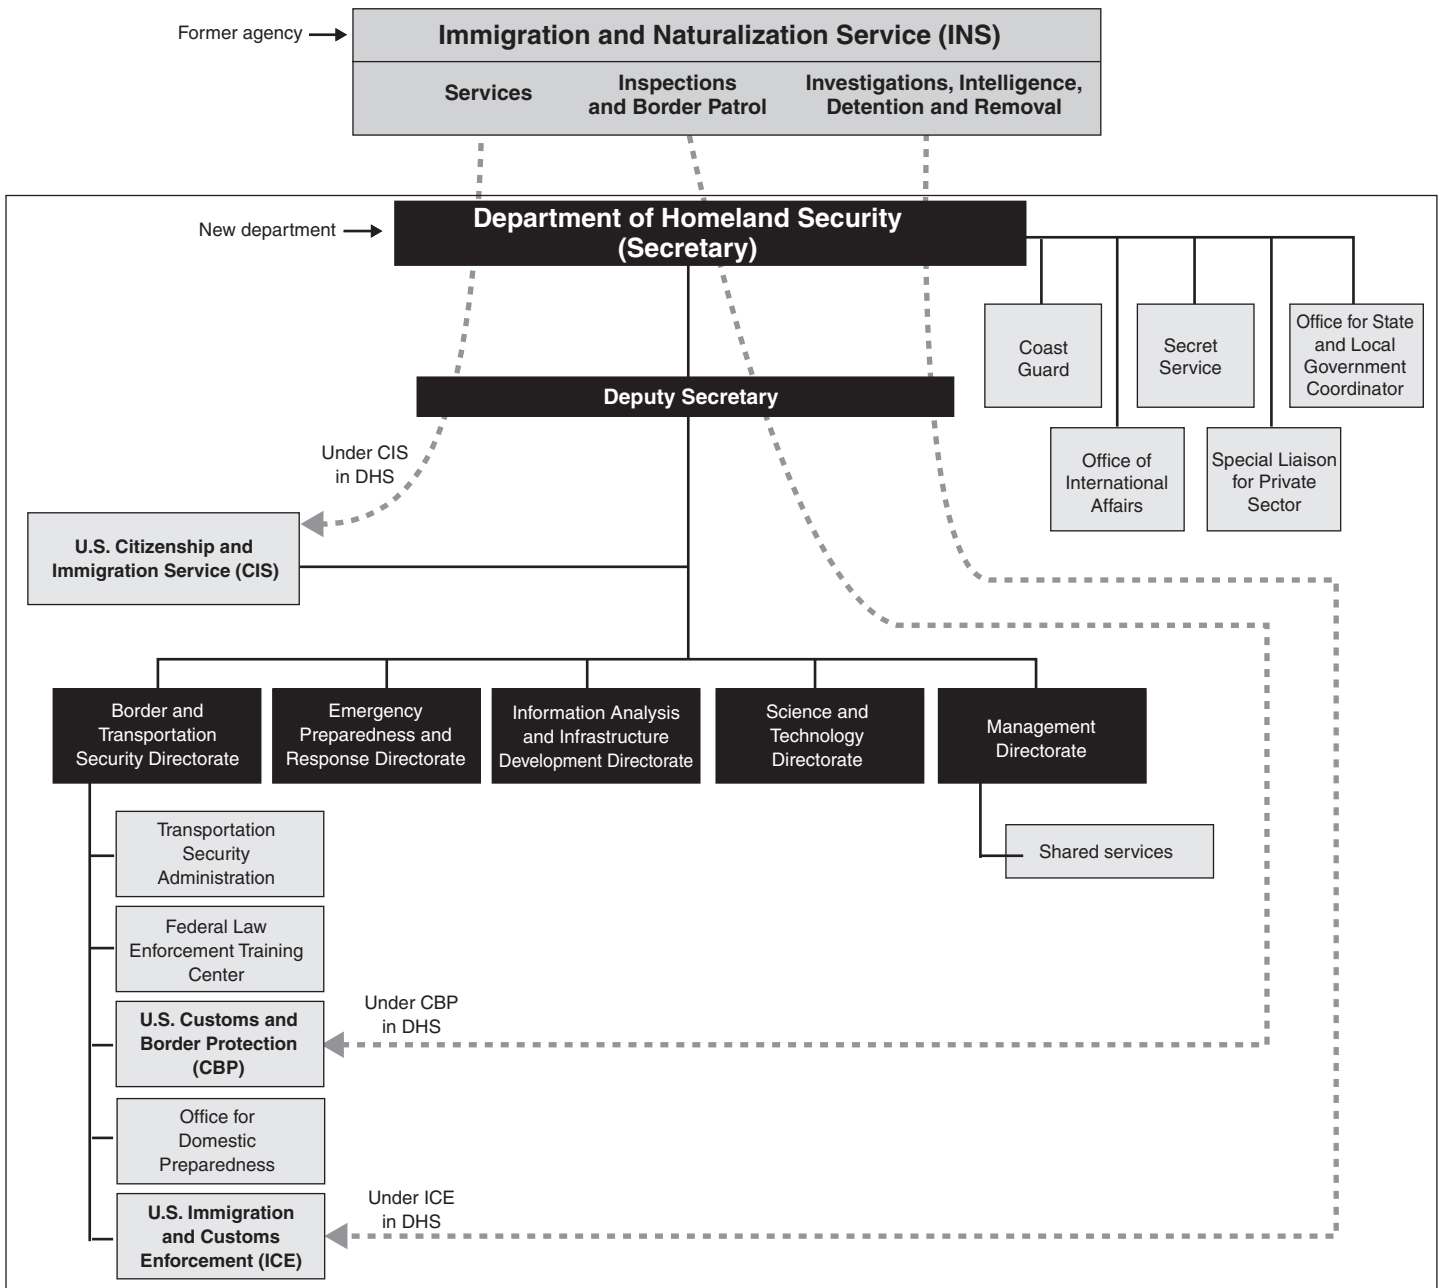 Former agency
Immigration and Naturalization Service (INS)
Services
Inspections
and Border Patrol
Investigations, Intelligence,
Detention and Removal
New department
Department of Homeland Security
(Secretary)
Coast
Guard
Secret
Service
Office for State
and Local
Government
Coordinator
Deputy Secretary
Office of
International
Affairs
Special Liaison
for Private
Sector
Under CIS
in DHS
U.S. Citizenship and
Immigration Service (CIS)
Border and
Transportation
Security Directorate
Emergency
Preparedness and
Response Directorate
Information Analysis
and Infrastructure
Development Directorate
Science and
Technology
Directorate
Management
Directorate
Transportation
Security
Administration
Shared services
Federal Law
Enforcement Training
Center
U.S. Customs and
Border Protection
(CBP)
Under CBP
in DHS
Office for
Domestic
Preparedness
U.S. Immigration
and Customs
Enforcement (ICE)
Under ICE
in DHS